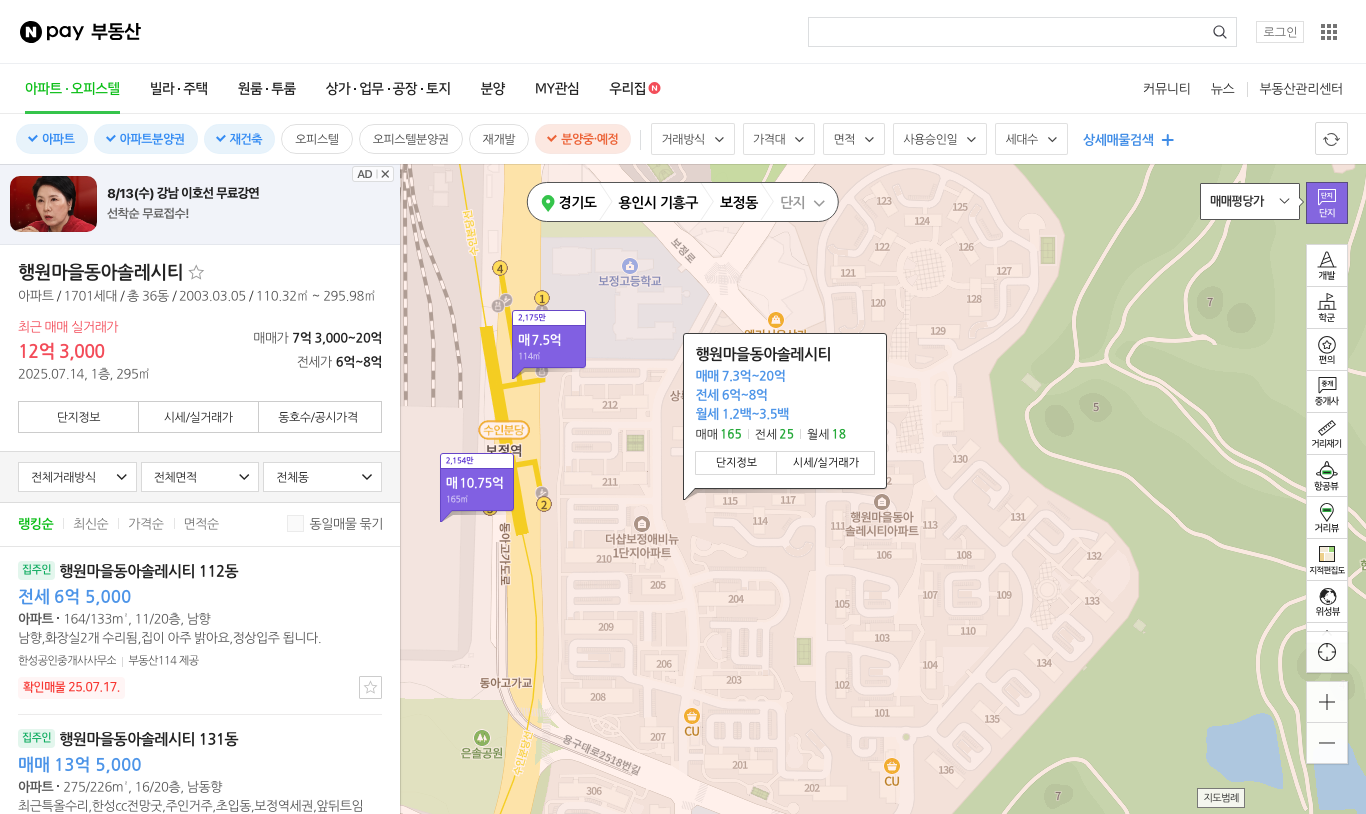 N pay 부동산
로그인
아파트·오피스텔 빌라·주택 원룸·투룸 상가·업무·공장·토지 분양 MY관심 우리집 N
커뮤니티 뉴스 부동산관리센터
아파트 아파트분양권 재건축 오피스텔 오피스텔분양권 재개발 분양중·예정 거래방식 가격대 면적 사용승인일 세대수 상세매물검색
AD
8/13(수) 강남 이호선 무료강연
선착순 무료접수!
행원마을동아솔레시티
아파트 / 1701세대 / 총 36동 / 2003.03.05 / 110.32㎡ ~ 295.98㎡
최근 매매 실거래가
12억 3,000
2025.07.14, 1층, 295㎡
매매가 7억 3,000~20억
전세가 6억~8억
단지정보 시세/실거래가 동호수/공시가격
전체거래방식 전체면적 전체동
랭킹순 최신순 가격순 면적순 동일매물 묶기
집주인 행원마을동아솔레시티 112동
전세 6억 5,000
아파트 · 164/133m², 11/20층, 남향
남향,화장실2개 수리됨,집이 아주 밝아요,정상입주 됩니다.
한성공인중개사사무소 부동산114 제공
확인매물 25.07.17.
집주인 행원마을동아솔레시티 131동
매매 13억 5,000
아파트 · 275/226m², 16/20층, 남동향
최근특올수리,한성cc전망굿,주인거주,초입동,보정역세권,앞뒤트임
경기도 용인시 기흥구 보정동 단지
매매평당가
단지
단지
개발
학군
편의
중개
중개사
거리재기
항공뷰
거리뷰
지적편집도
위성뷰
지도범례
보정로
보정고등학교
4
1
2,175만
매 7.5억
114㎡
수인분당
보정역
2,154만
매 10.75억
165㎡
2
동아고가도로
동아고가교
은솔공원
수인분당선
용구대로2518번길
CU
CU
더샵보정애비뉴
1단지아파트
행원마을동아
솔레시티아파트
행원마을동아솔레시티
매매 7.3억~20억
전세 6억~8억
월세 1.2백~3.5백
매매 165 전세 25 월세 18
단지정보 시세/실거래가
123
124
125
122
126
121
127
120
128
129
212
211
210
209
208
207
206
205
204
203
202
201
306
115
117
114
111
106
108
109
132
105
107
133
103
110
104
134
102
101
135
136
7
5
7